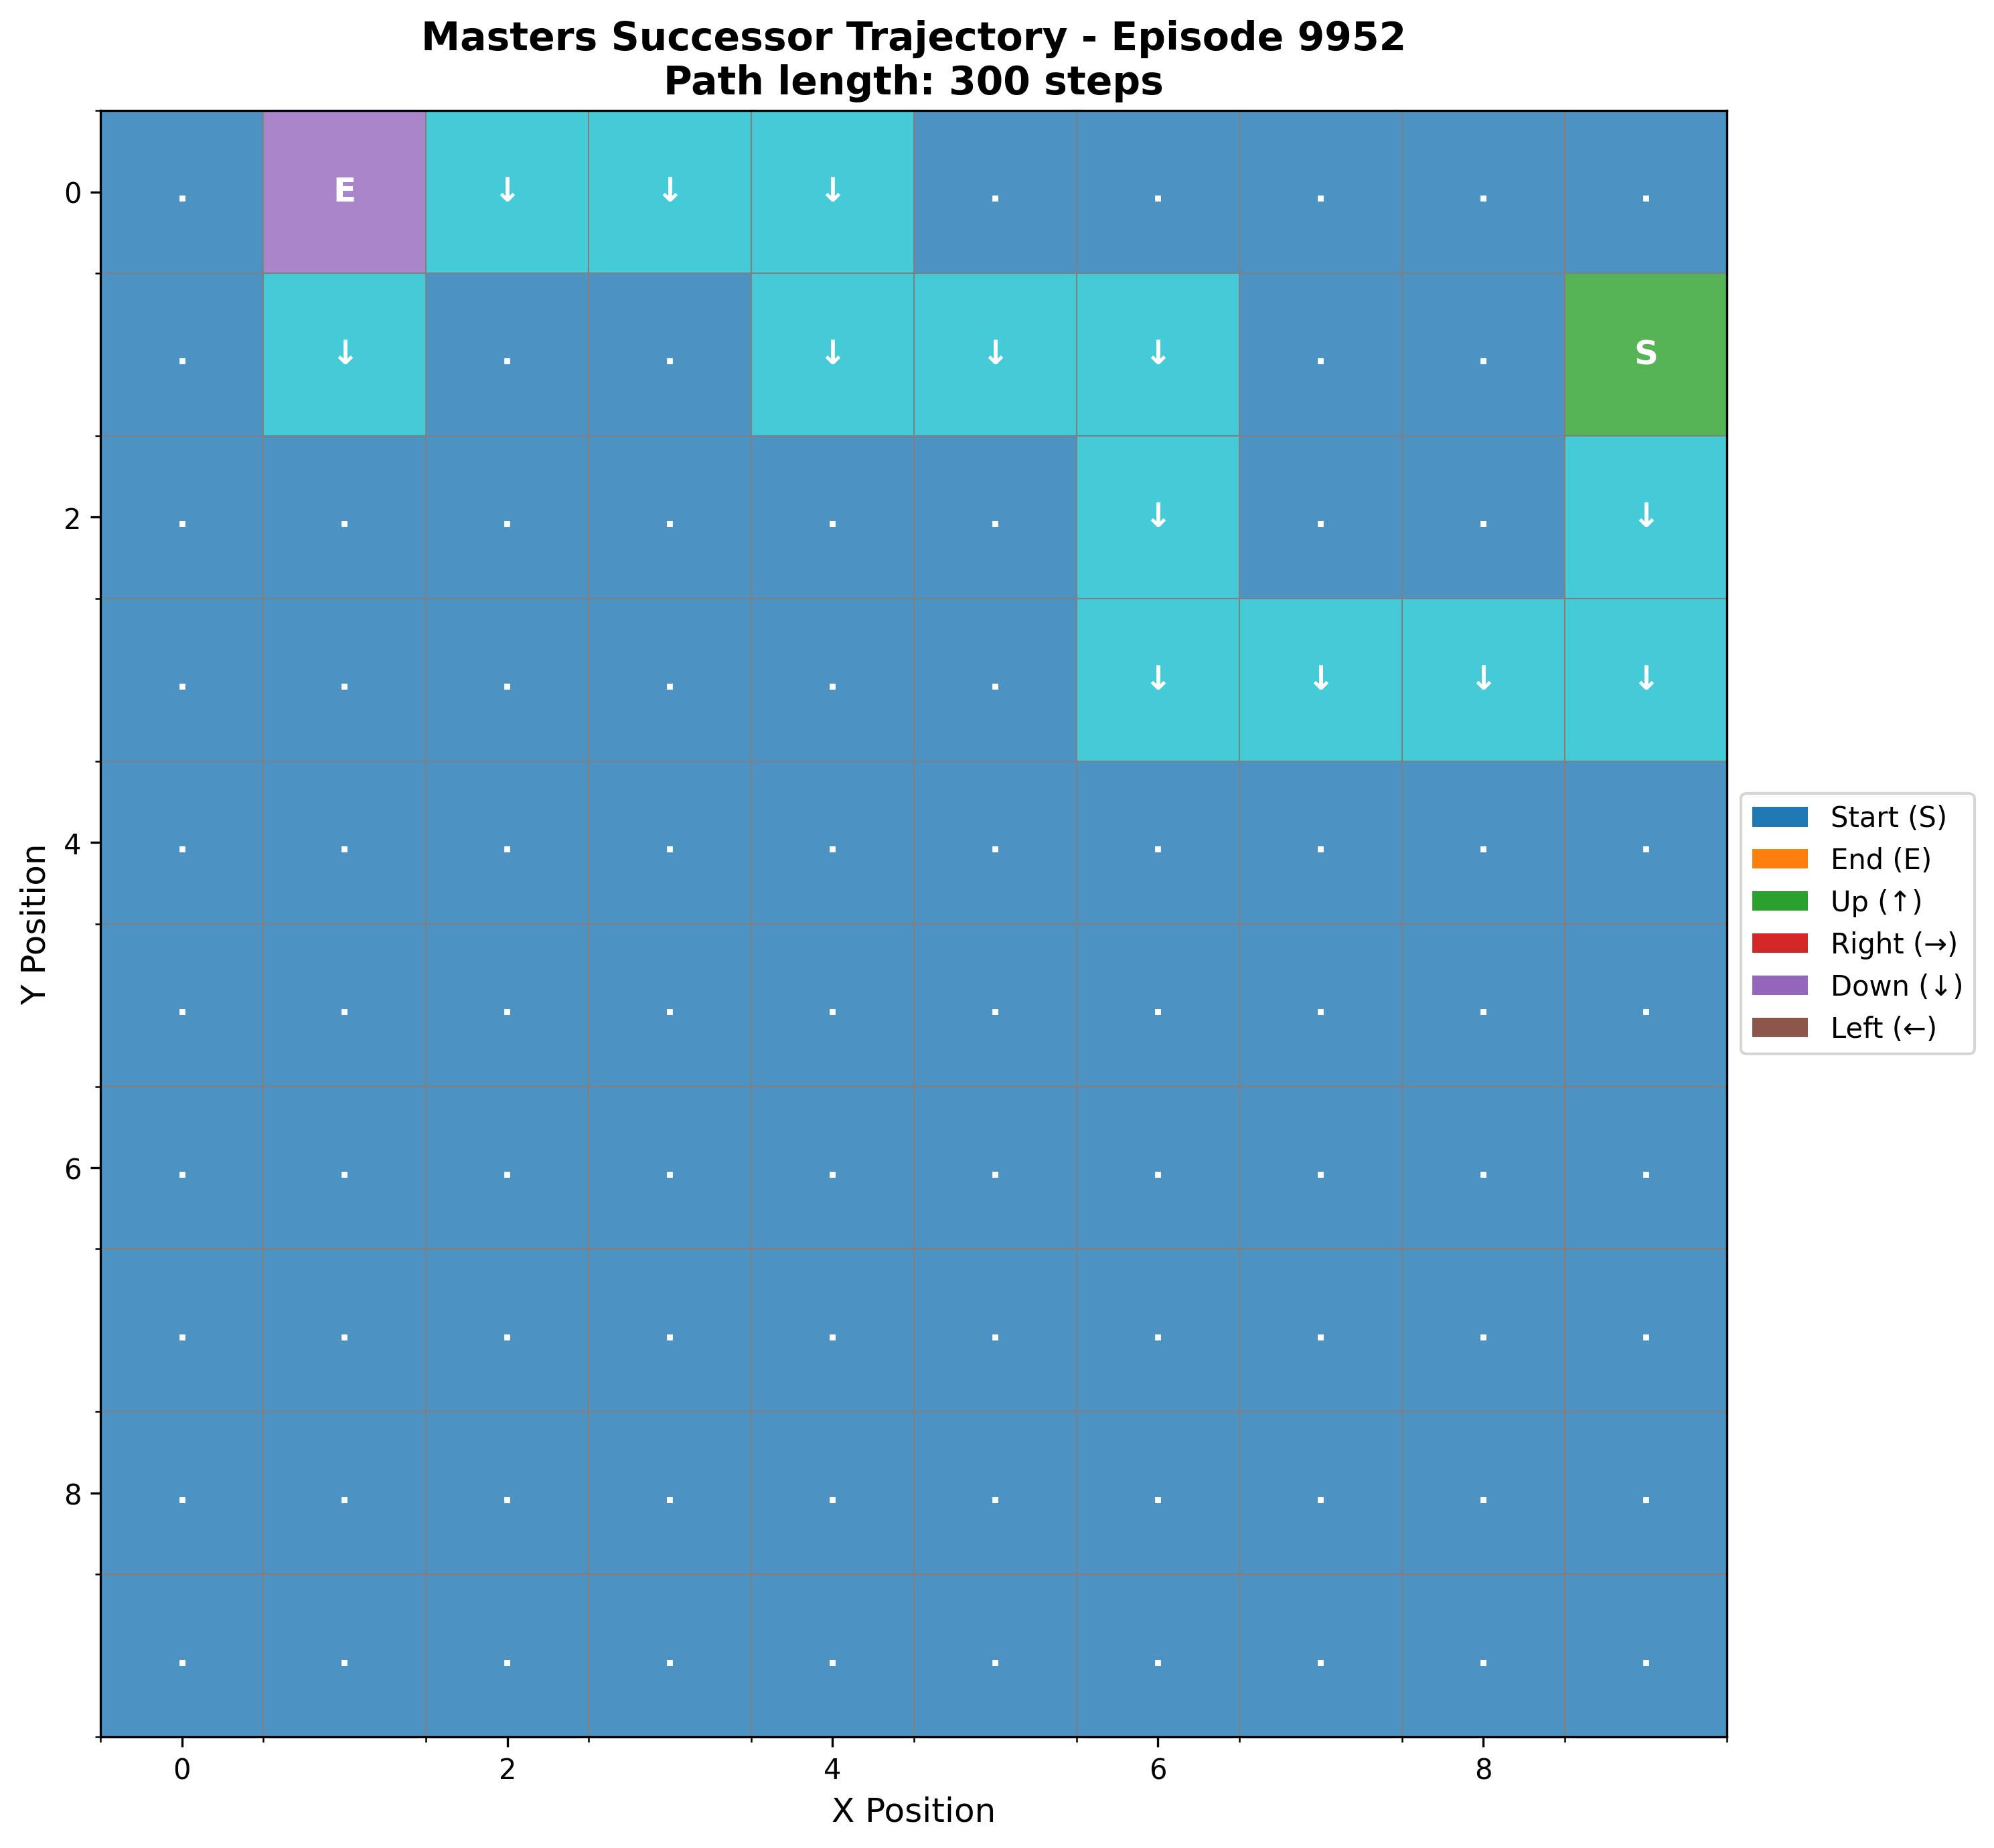 Masters Successor Trajectory - Episode 9952
Path length: 300 steps
0 . E ↓ ↓ ↓ . . . . .
. ↓ . . ↓ ↓ ↓ . . S
2 . . . . . . ↓ . . ↓
. . . . . . ↓ ↓ ↓ ↓
4 . . . . . . . . . .
. . . . . . . . . .
6 . . . . . . . . . .
. . . . . . . . . .
8 . . . . . . . . . .
. . . . . . . . . .
0 2 4 6 8
X Position
Y Position
Start (S)
End (E)
Up (↑)
Right (→)
Down (↓)
Left (←)